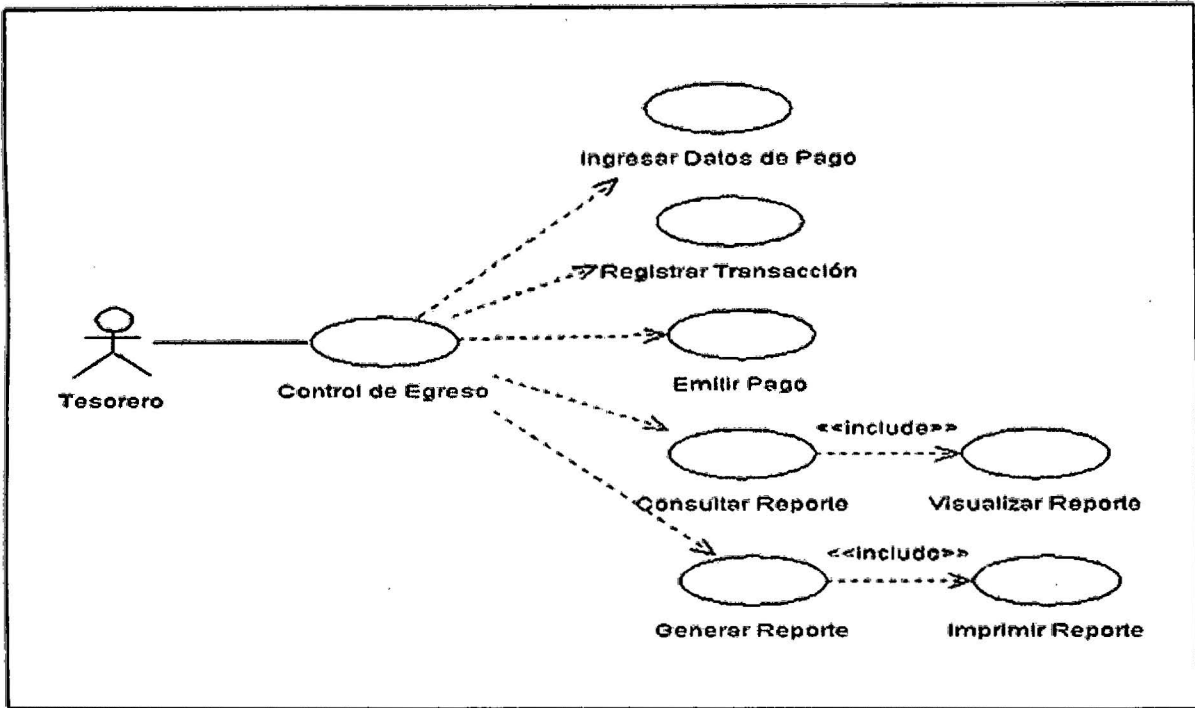 Ingresar Datos de Pago
Registrar Transacción
Tesorero
Control de Egreso
Emitir Pago
««include»»
Consultar Reporte
Visualizar Reporte
««include»»
Generar Reporte
Imprimir Reporte